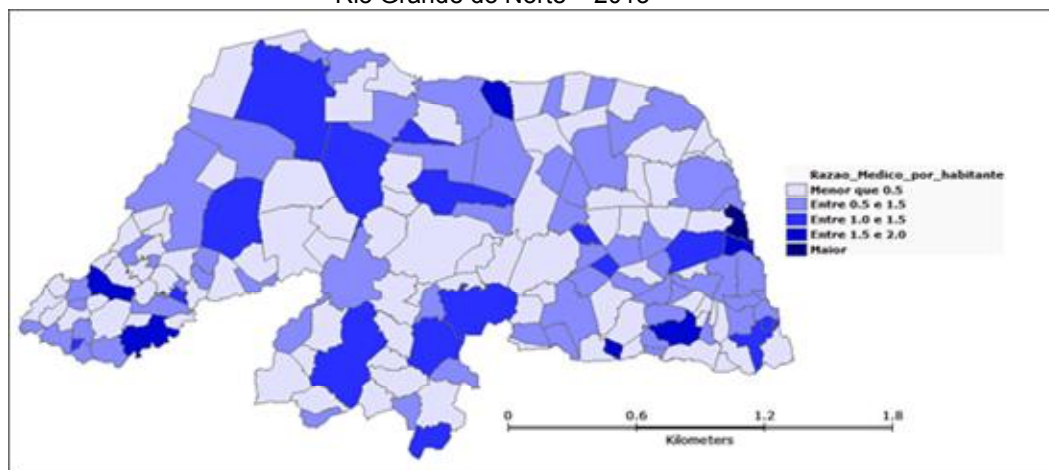 Rio Grande do Norte – 2015
Razao_Medico_por_habitante
Menor que 0.5
Entre 0.5 e 1.5
Entre 1.0 e 1.5
Entre 1.5 e 2.0
Maior
0 0.6 1.2 1.8
Kilometers